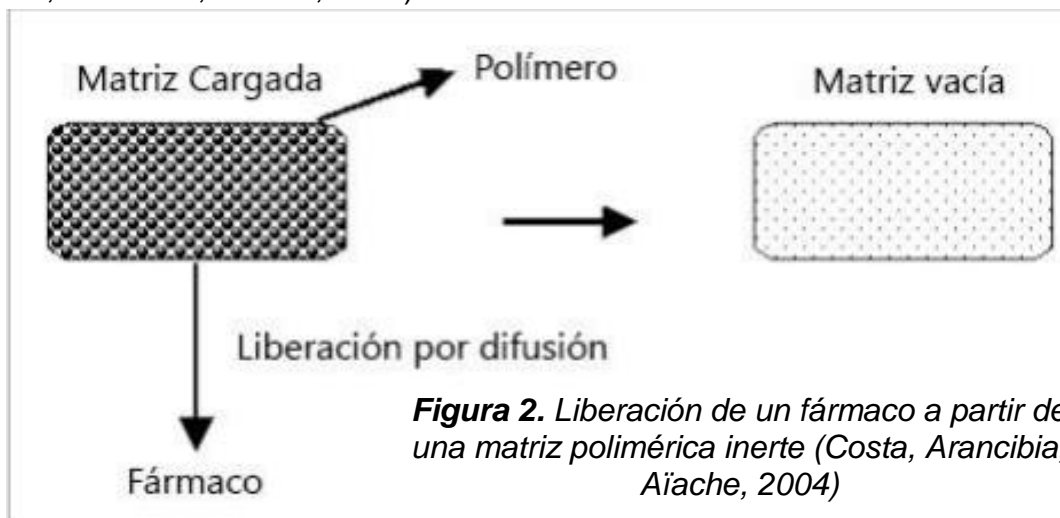 Matriz Cargada
Polímero
Matriz vacía
Liberación por difusión
Figura 2. Liberación de un fármaco a partir de
una matriz polimérica inerte (Costa, Arancibia,
Aïache, 2004)
Fármaco